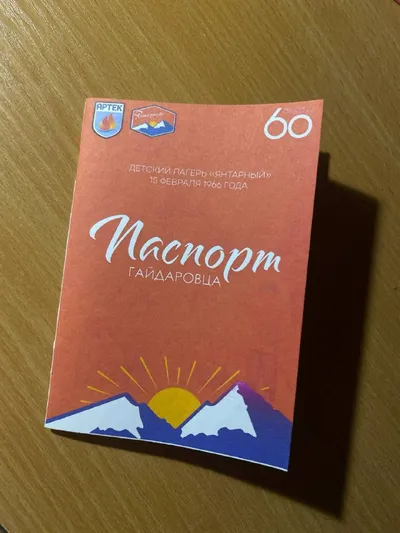 АРТЕК
60
ДЕТСКИЙ ЛАГЕРЬ «ЯНТАРНЫЙ»
15 ФЕВРАЛЯ 1966 ГОДА
Паспорт
ГАЙДАРОВЦА